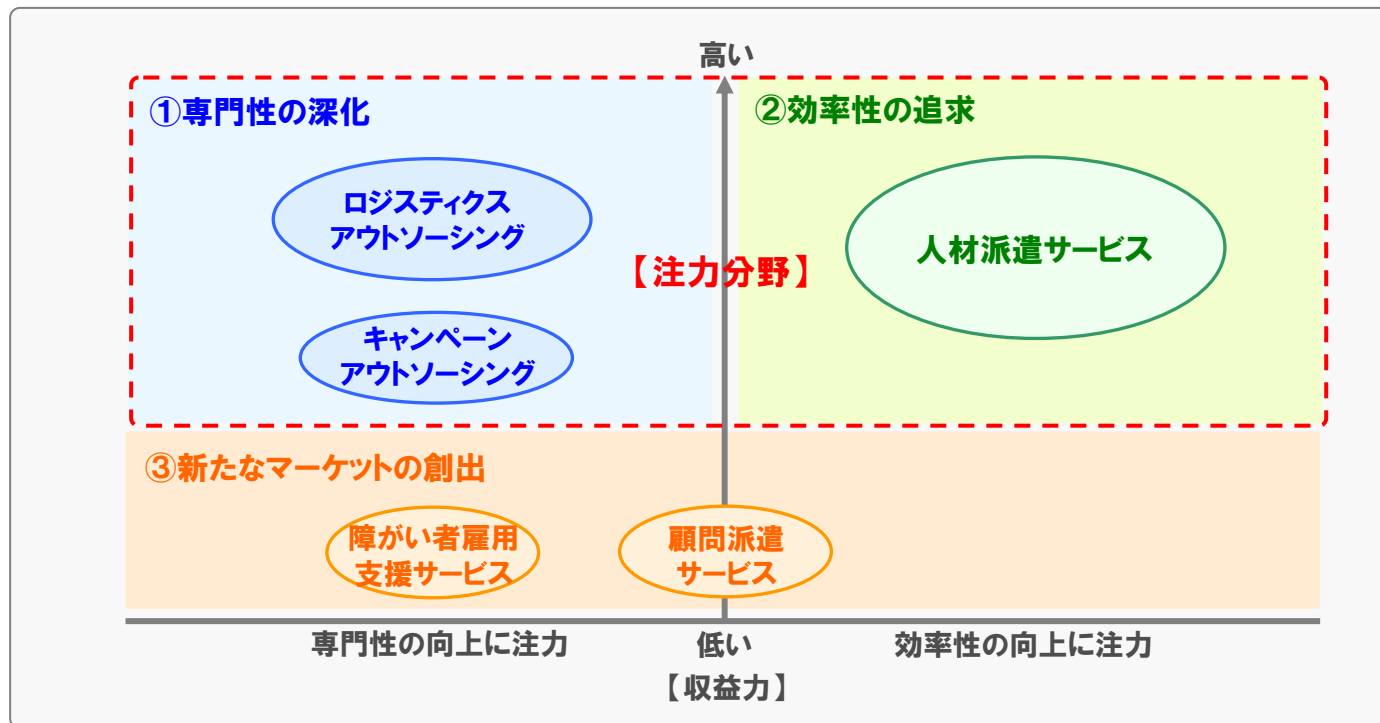 高い
①専門性の深化
②効率性の追求
ロジスティクス
アウトソーシング
人材派遣サービス
【注力分野】
キャンペーン
アウトソーシング
③新たなマーケットの創出
障がい者雇用
支援サービス
顧問派遣
サービス
専門性の向上に注力
低い
効率性の向上に注力
【収益力】